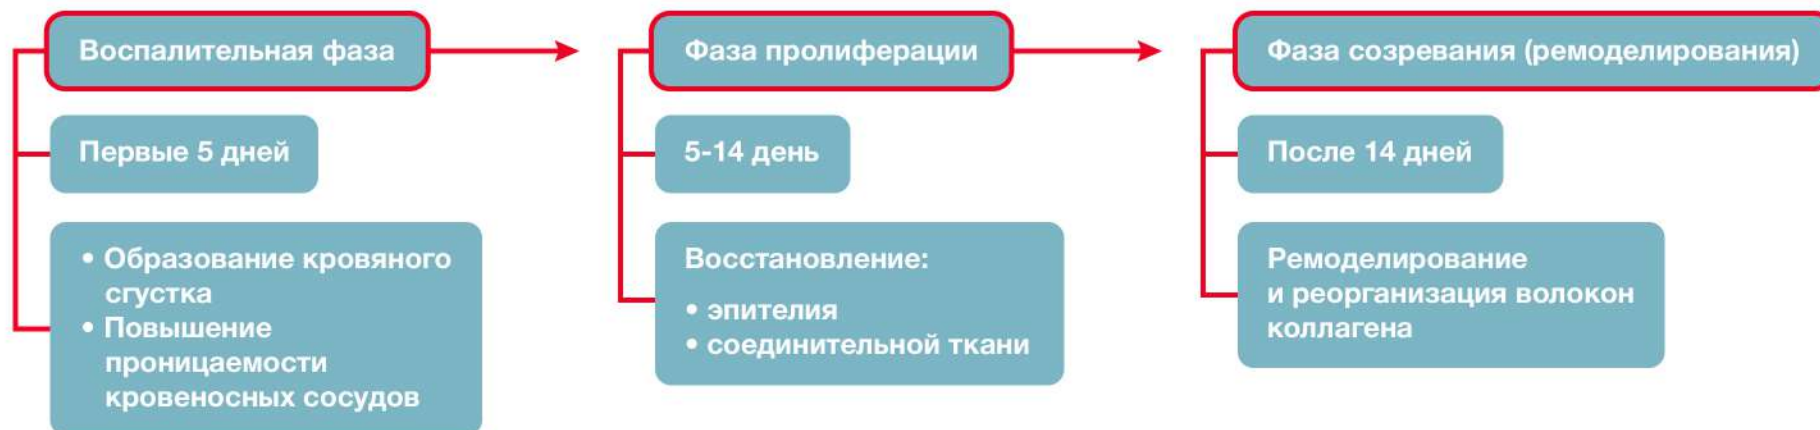 Воспалительная фаза
Первые 5 дней
• Образование кровяного
сгустка
• Повышение
проницаемости
кровеносных сосудов
Фаза пролиферации
5-14 день
Восстановление:
• эпителия
• соединительной ткани
Фаза созревания (ремоделирования)
После 14 дней
Ремоделирование
и реорганизация волокон
коллагена